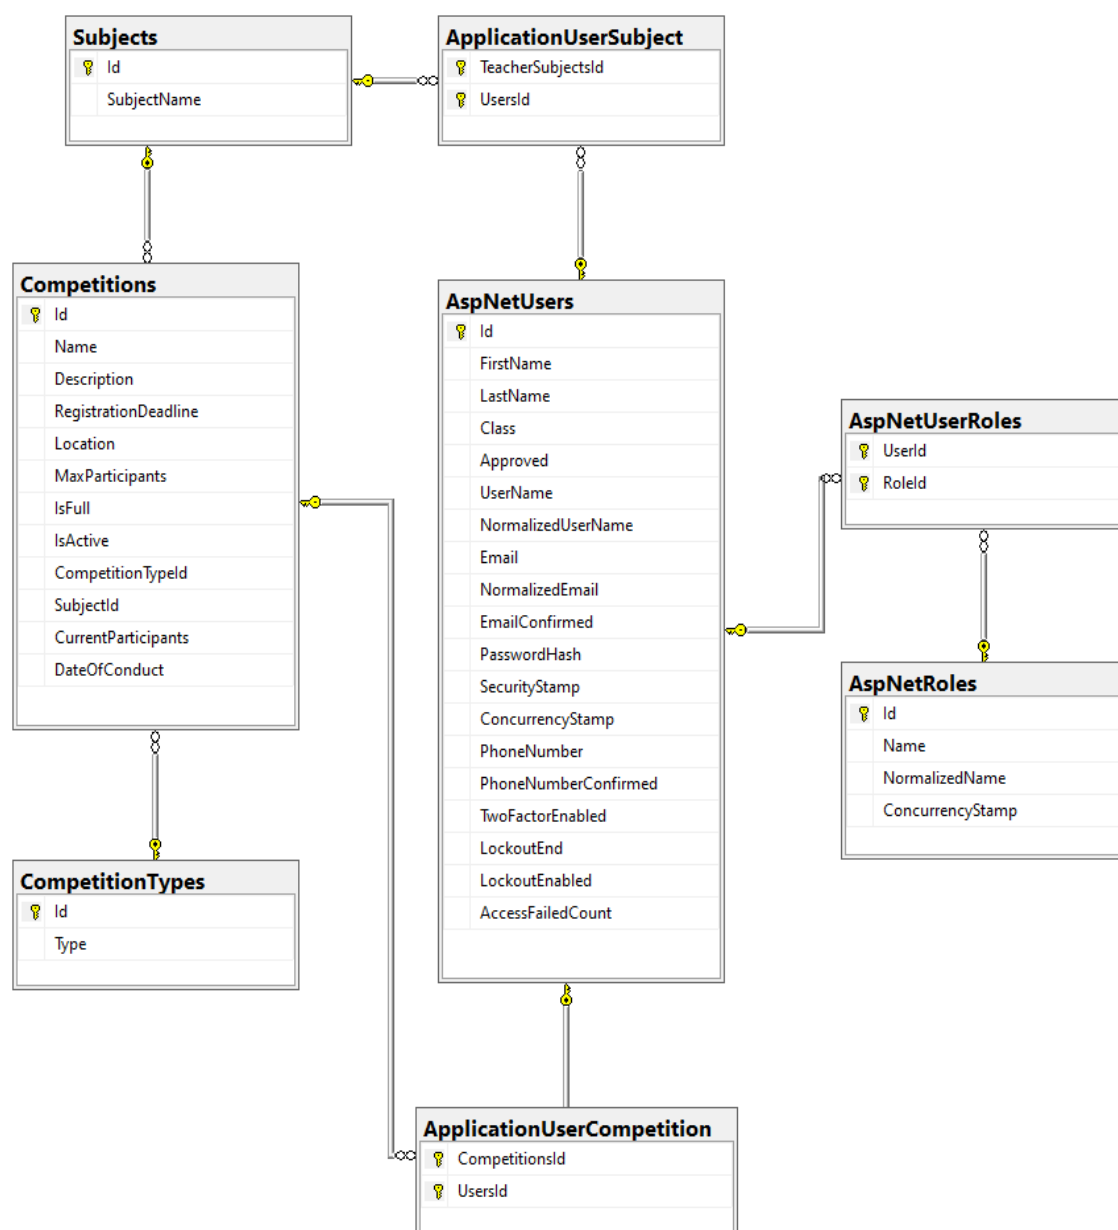 Subjects
Id
SubjectName
ApplicationUserSubject
TeacherSubjectsId
UsersId
Competitions
Id
Name
Description
RegistrationDeadline
Location
MaxParticipants
IsFull
IsActive
CompetitionTypeId
SubjectId
CurrentParticipants
DateOfConduct
AspNetUsers
Id
FirstName
LastName
Class
Approved
UserName
NormalizedUserName
Email
NormalizedEmail
EmailConfirmed
PasswordHash
SecurityStamp
ConcurrencyStamp
PhoneNumber
PhoneNumberConfirmed
TwoFactorEnabled
LockoutEnd
LockoutEnabled
AccessFailedCount
AspNetUserRoles
UserId
RoleId
AspNetRoles
Id
Name
NormalizedName
ConcurrencyStamp
CompetitionTypes
Id
Type
ApplicationUserCompetition
CompetitionsId
UsersId